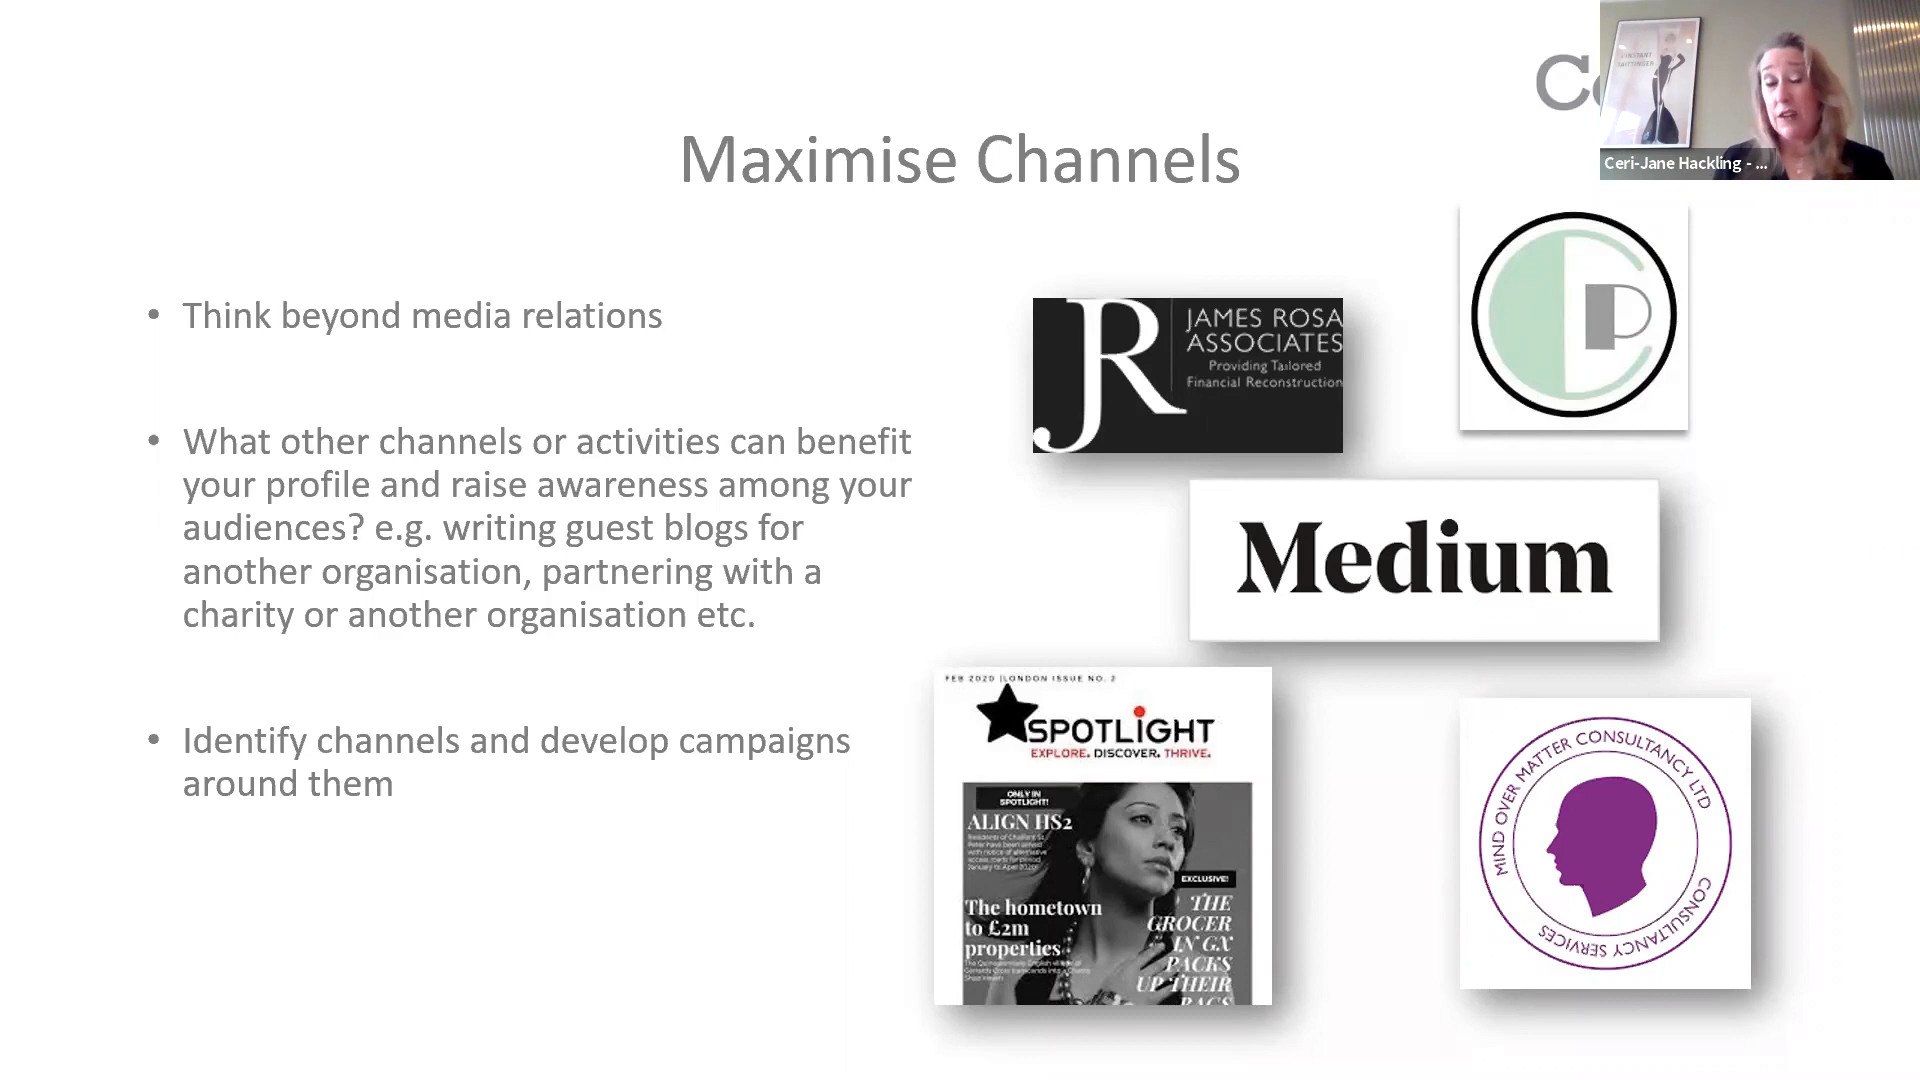 Maximise Channels
Ceri-Jane Hackling - ...
INSTANT
TAITTINGER
• Think beyond media relations
• What other channels or activities can benefit
your profile and raise awareness among your
audiences? e.g. writing guest blogs for
another organisation, partnering with a
charity or another organisation etc.
• Identify channels and develop campaigns
around them
JR
JAMES ROSA
ASSOCIATES
Providing Tailored
Financial Reconstruction
CP
Medium
FEB 2020 | LONDON ISSUE NO. 2
SPOTLIGHT
EXPLORE. DISCOVER. THRIVE.
ONLY IN
SPOTLIGHT!
ALIGN HS2
EXCLUSIVE!
The hometown
to £2m
properties
THE
GROCER
IN GX
PACKS
UP THEIR
BAGS
MIND OVER MATTER CONSULTANCY LTD
CONSULTANCY SERVICES